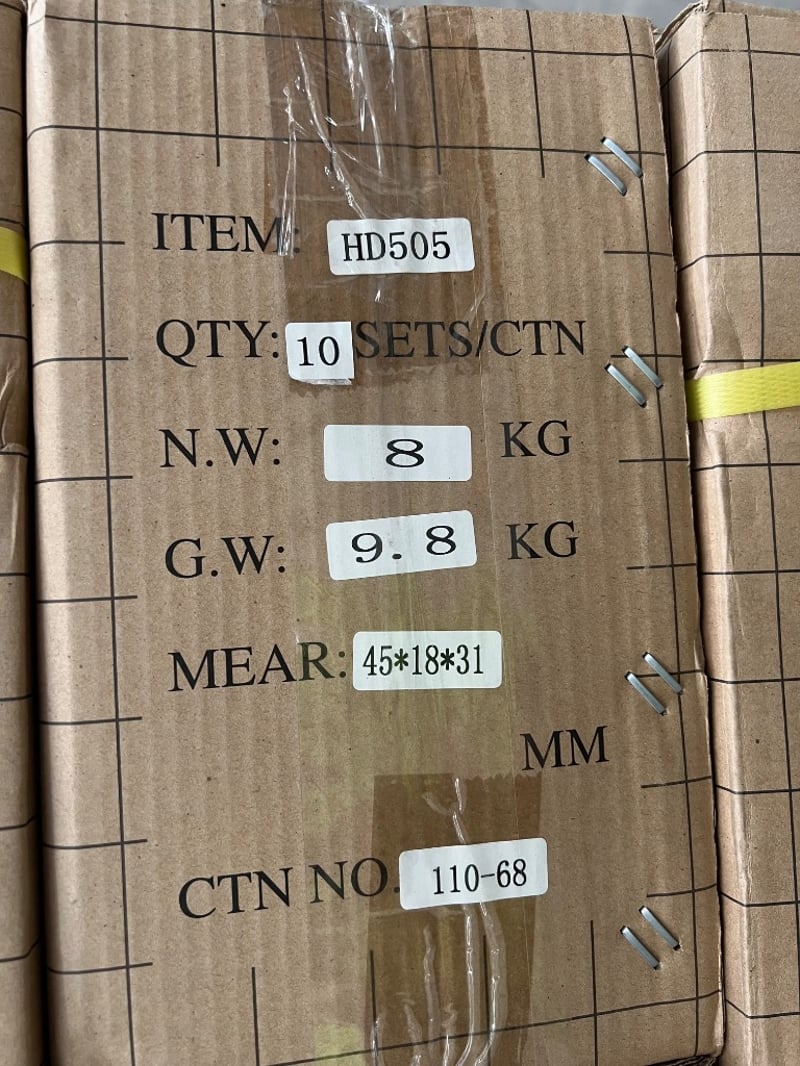 ITEM: HD505
QTY: 10 SETS/CTN
N.W: 8 KG
G.W: 9.8 KG
MEAR: 45*18*31
MM
CTN NO. 110-68